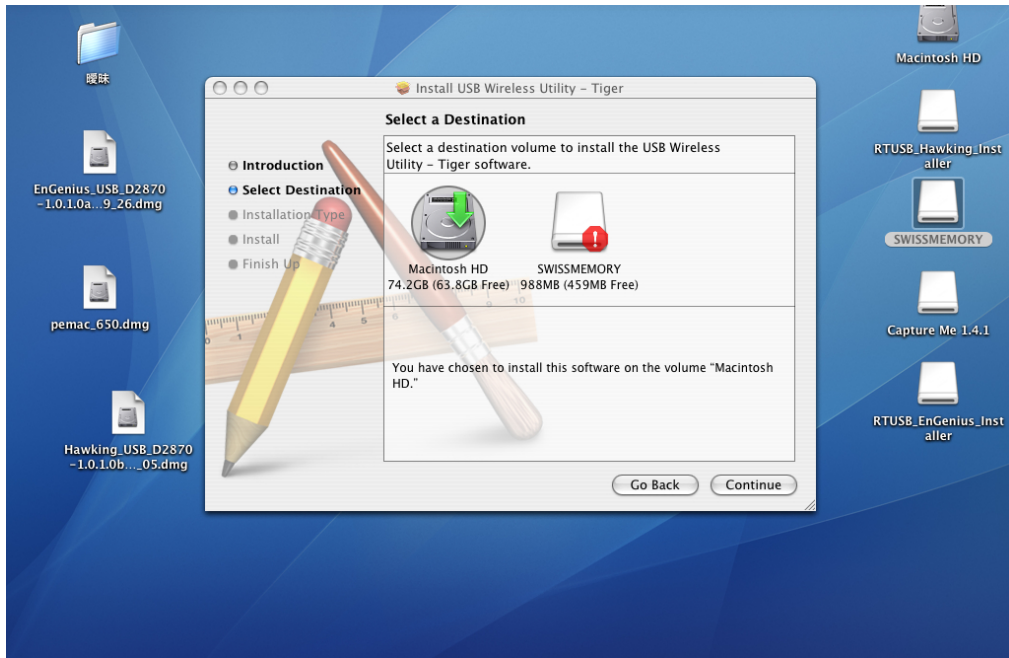 曖昧
EnGenius_USB_D2870
-1.0.1.0a...9_26.dmg
pemac_650.dmg
Hawking_USB_D2870
-1.0.1.0b..._05.dmg
Install USB Wireless Utility – Tiger
Select a Destination
Introduction
Select Destination
Installation Type
Install
Finish Up
Select a destination volume to install the USB Wireless
Utility – Tiger software.
Macintosh HD
74.2GB (63.8GB Free)
SWISSMEMORY
988MB (459MB Free)
You have chosen to install this software on the volume “Macintosh
HD.”
Go Back
Continue
Macintosh HD
RTUSB_Hawking_Inst
aller
SWISSMEMORY
Capture Me 1.4.1
RTUSB_EnGenius_Inst
aller